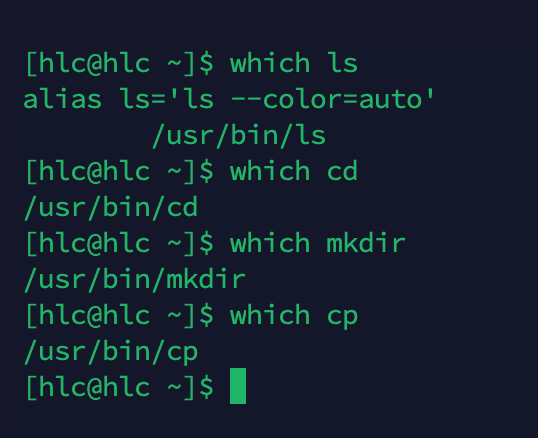 [hlc@hlc ~]$ which ls
alias ls='ls --color=auto'
        /usr/bin/ls
[hlc@hlc ~]$ which cd
/usr/bin/cd
[hlc@hlc ~]$ which mkdir
/usr/bin/mkdir
[hlc@hlc ~]$ which cp
/usr/bin/cp
[hlc@hlc ~]$